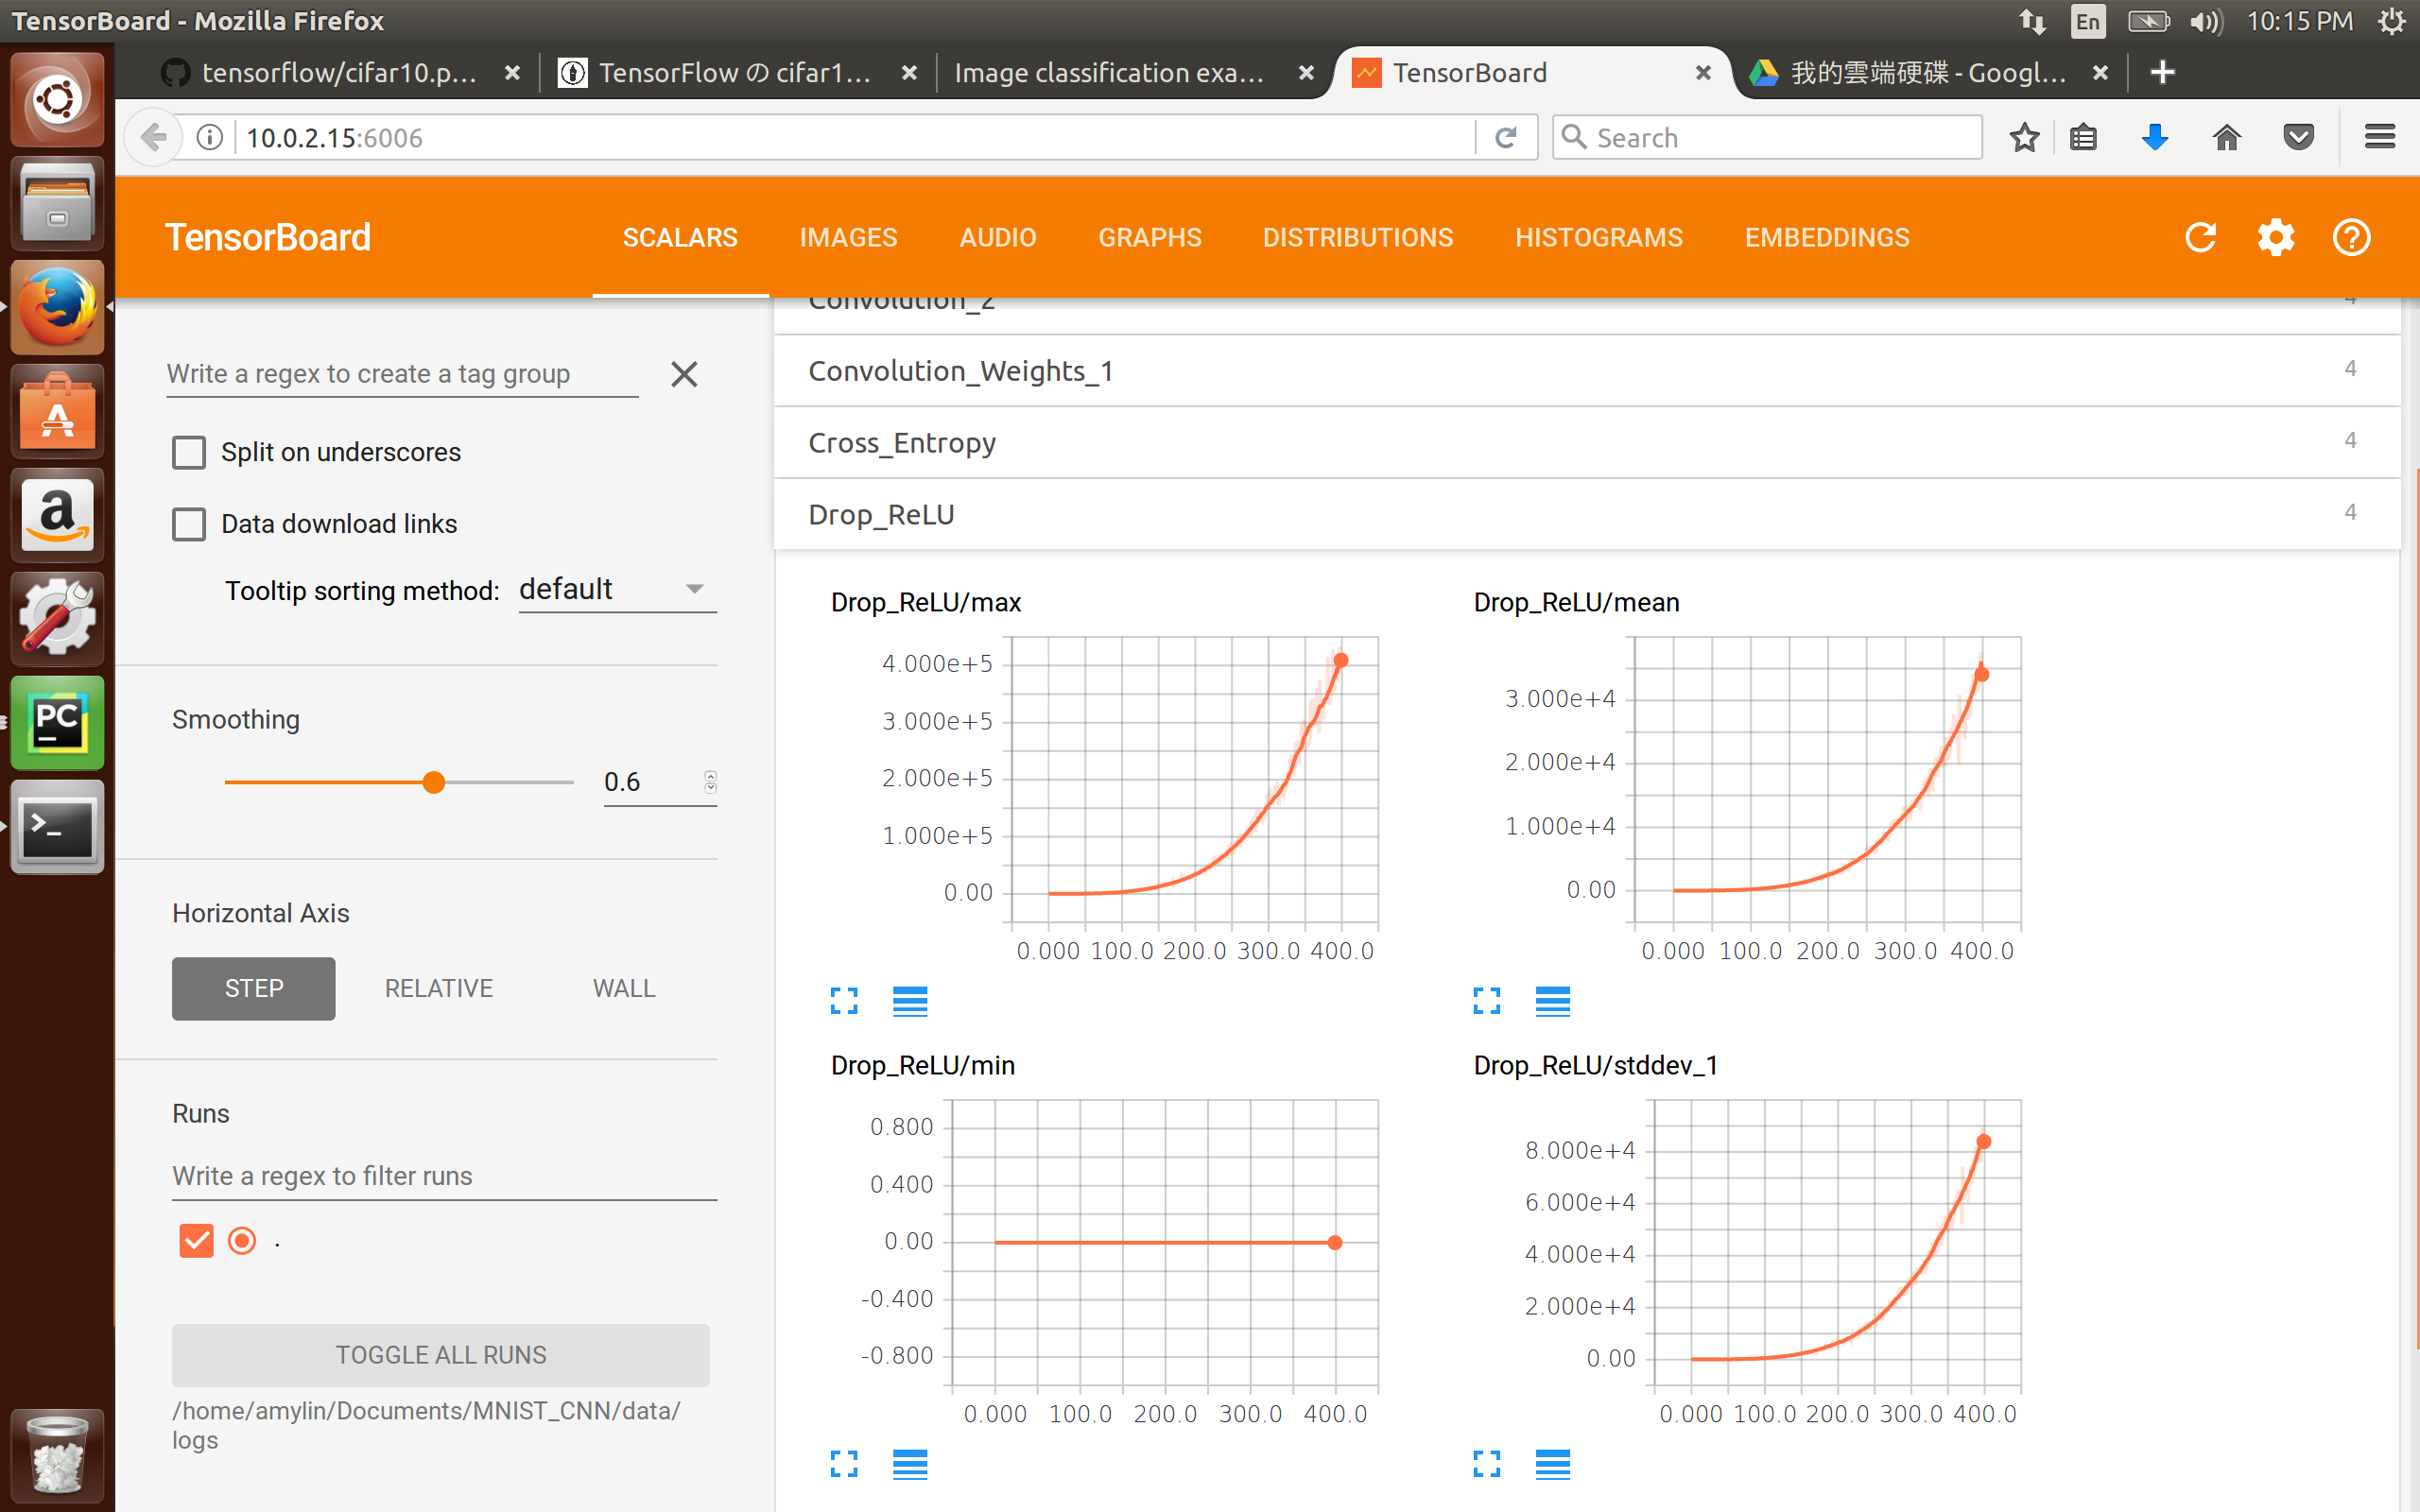 TensorBoard - Mozilla Firefox
En
10:15 PM
tensorflow/cifar10.p...
TensorFlow の cifar1...
Image classification exa...
TensorBoard
我的雲端硬碟 - Googl...
10.0.2.15:6006
Search
TensorBoard
SCALARS
IMAGES
AUDIO
GRAPHS
DISTRIBUTIONS
HISTOGRAMS
EMBEDDINGS
Write a regex to create a tag group
Split on underscores
Data download links
Tooltip sorting method: default
Smoothing
0.6
Horizontal Axis
STEP
RELATIVE
WALL
Runs
Write a regex to filter runs
.
TOGGLE ALL RUNS
/home/amylin/Documents/MNIST_CNN/data/
logs
Convolution_2 4
Convolution_Weights_1 4
Cross_Entropy 4
Drop_ReLU 4
Drop_ReLU/max
4.000e+5
3.000e+5
2.000e+5
1.000e+5
0.00
0.000 100.0 200.0 300.0 400.0
Drop_ReLU/mean
3.000e+4
2.000e+4
1.000e+4
0.00
0.000 100.0 200.0 300.0 400.0
Drop_ReLU/min
0.800
0.400
0.00
-0.400
-0.800
0.000 100.0 200.0 300.0 400.0
Drop_ReLU/stddev_1
8.000e+4
6.000e+4
4.000e+4
2.000e+4
0.00
0.000 100.0 200.0 300.0 400.0
PC
a